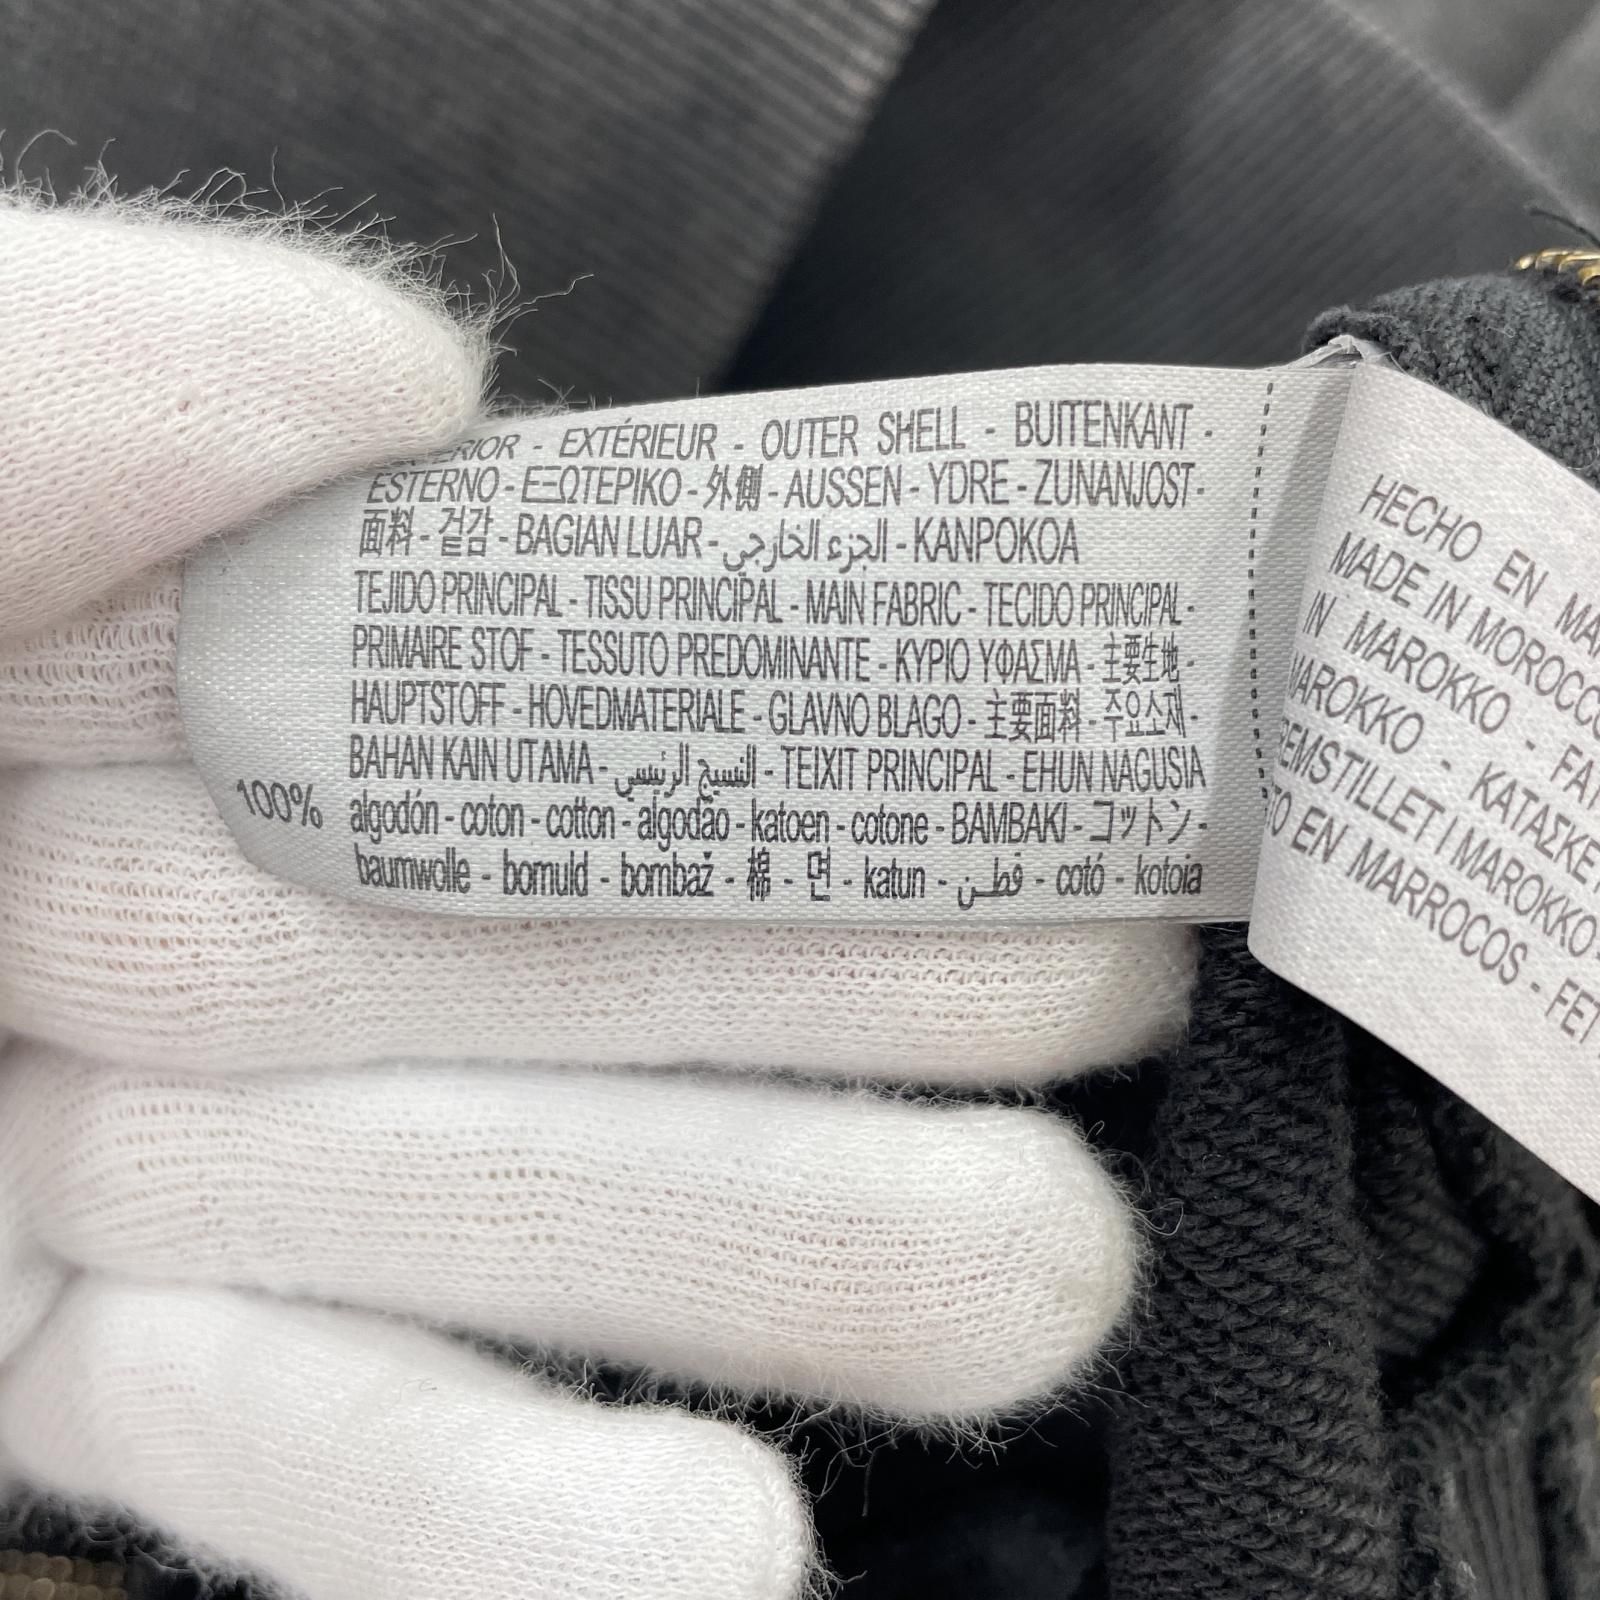 EXTÉRIEUR - OUTER SHELL - BUITENKANT -
ESTERNO - ΕΞΩΤΕΡΙΚΟ - 外側 - AUSSEN - YDRE - ZUNANJOST -
面料 - 겉감 - BAGIAN LUAR - الجزء الخارجي - KANPOKOA
TEJIDO PRINCIPAL - TISSU PRINCIPAL - MAIN FABRIC - TECIDO PRINCIPAL -
PRIMAIRE STOF - TESSUTO PREDOMINANTE - ΚΥΡΙΟ ΥΦΑΣΜΑ - 主要生地 -
HAUPTSTOFF - HOVEDMATERIALE - GLAVNO BLAGO - 主要面料 - 주요소재 -
BAHAN KAIN UTAMA - النسيج الرئيسي - TEIXIT PRINCIPAL - EHUN NAGUSIA
100% algodón - coton - cotton - algodão - katoen - cotone - BAMBAKI - コットン -
baumwolle - bomuld - bombaž - 棉 - 면 - katun - قطن - cotó - kotoia
HECHO EN
MADE IN MOROCCO
IN MAROKKO - 
MAROKKO -
I MAROKKO -
EN MARROCOS -